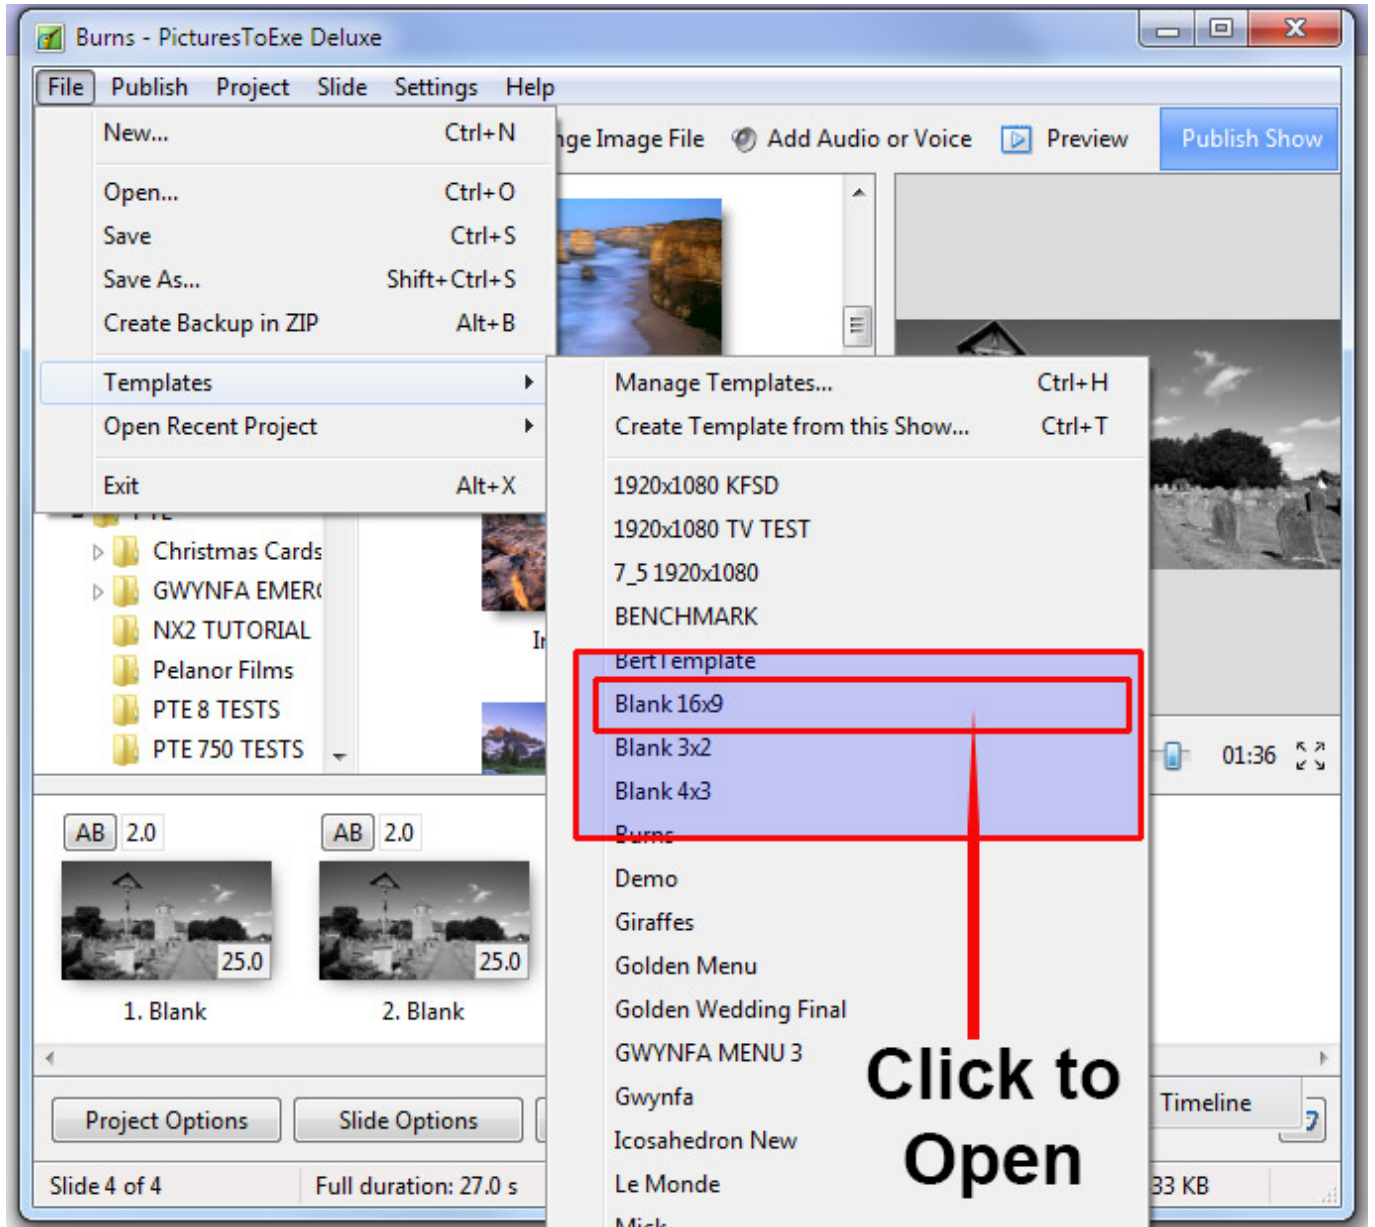 Burns - PicturesToExe Deluxe
File Publish Project Slide Settings Help
New... Ctrl+N
Open... Ctrl+O
Save Ctrl+S
Save As... Shift+Ctrl+S
Create Backup in ZIP Alt+B
Templates
Open Recent Project
Exit Alt+X
nge Image File Add Audio or Voice Preview Publish Show
Manage Templates... Ctrl+H
Create Template from this Show... Ctrl+T
1920x1080 KFSD
1920x1080 TV TEST
7_5 1920x1080
BENCHMARK
BertTemplate
Blank 16x9
Blank 3x2
Blank 4x3
Burns
Demo
Giraffes
Golden Menu
Golden Wedding Final
GWYNFA MENU 3
Gwynfa
Icosahedron New
Le Monde
Mick
Click to
Open
PTE
Christmas Cards
GWYNFA EMER
NX2 TUTORIAL
Pelanor Films
PTE 8 TESTS
PTE 750 TESTS
01:36
AB 2.0 AB 2.0
25.0 25.0
1. Blank 2. Blank
Project Options Slide Options Timeline
Slide 4 of 4 Full duration: 27.0 s 33 KB